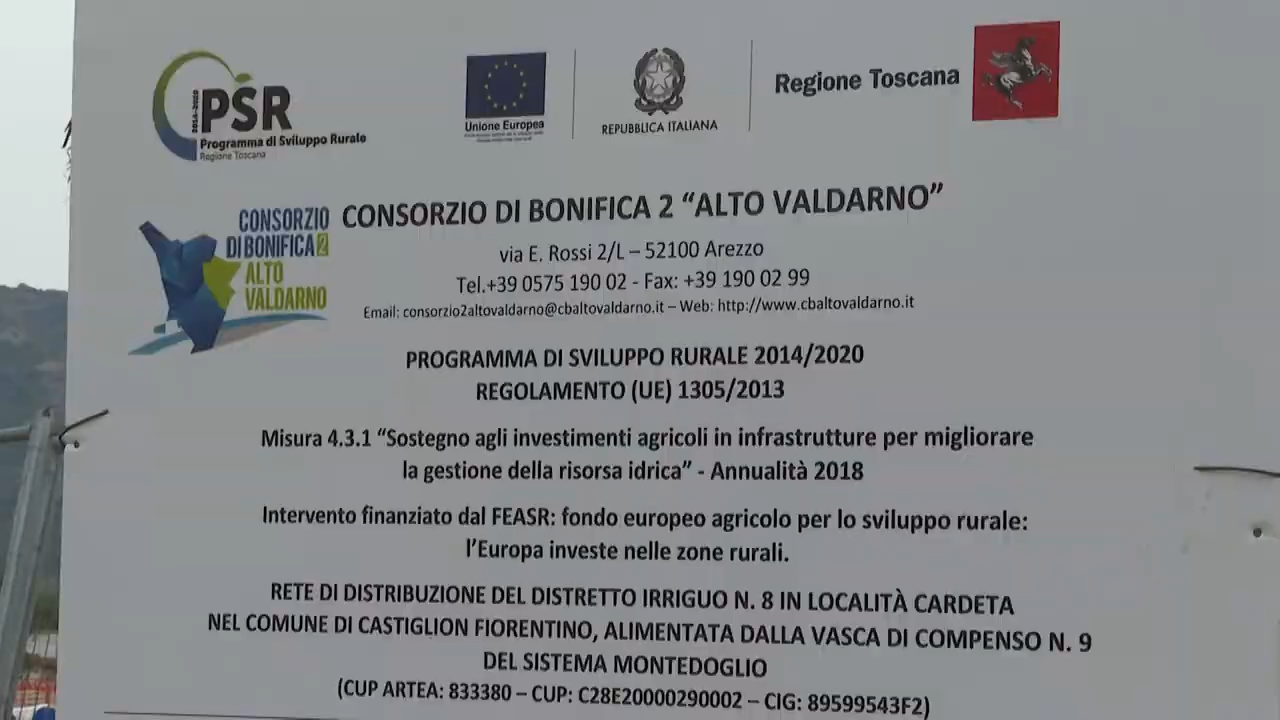 2014-2020
PSR
Programma di Sviluppo Rurale
Regione Toscana
Unione Europea
REPUBBLICA ITALIANA
Regione Toscana
CONSORZIO
DI BONIFICA 2
ALTO
VALDARNO
CONSORZIO DI BONIFICA 2 “ALTO VALDARNO”
via E. Rossi 2/L – 52100 Arezzo
Tel.+39 0575 190 02 - Fax: +39 190 02 99
Email: consorzio2altovaldarno@cbaltovaldarno.it – Web: http://www.cbaltovaldarno.it
PROGRAMMA DI SVILUPPO RURALE 2014/2020
REGOLAMENTO (UE) 1305/2013
Misura 4.3.1 “Sostegno agli investimenti agricoli in infrastrutture per migliorare
la gestione della risorsa idrica” - Annualità 2018
Intervento finanziato dal FEASR: fondo europeo agricolo per lo sviluppo rurale:
l’Europa investe nelle zone rurali.
RETE DI DISTRIBUZIONE DEL DISTRETTO IRRIGUO N. 8 IN LOCALITÀ CARDETA
NEL COMUNE DI CASTIGLION FIORENTINO, ALIMENTATA DALLA VASCA DI COMPENSO N. 9
DEL SISTEMA MONTEDOGLIO
(CUP ARTEA: 833380 – CUP: C28E20000290002 – CIG: 89599543F2)